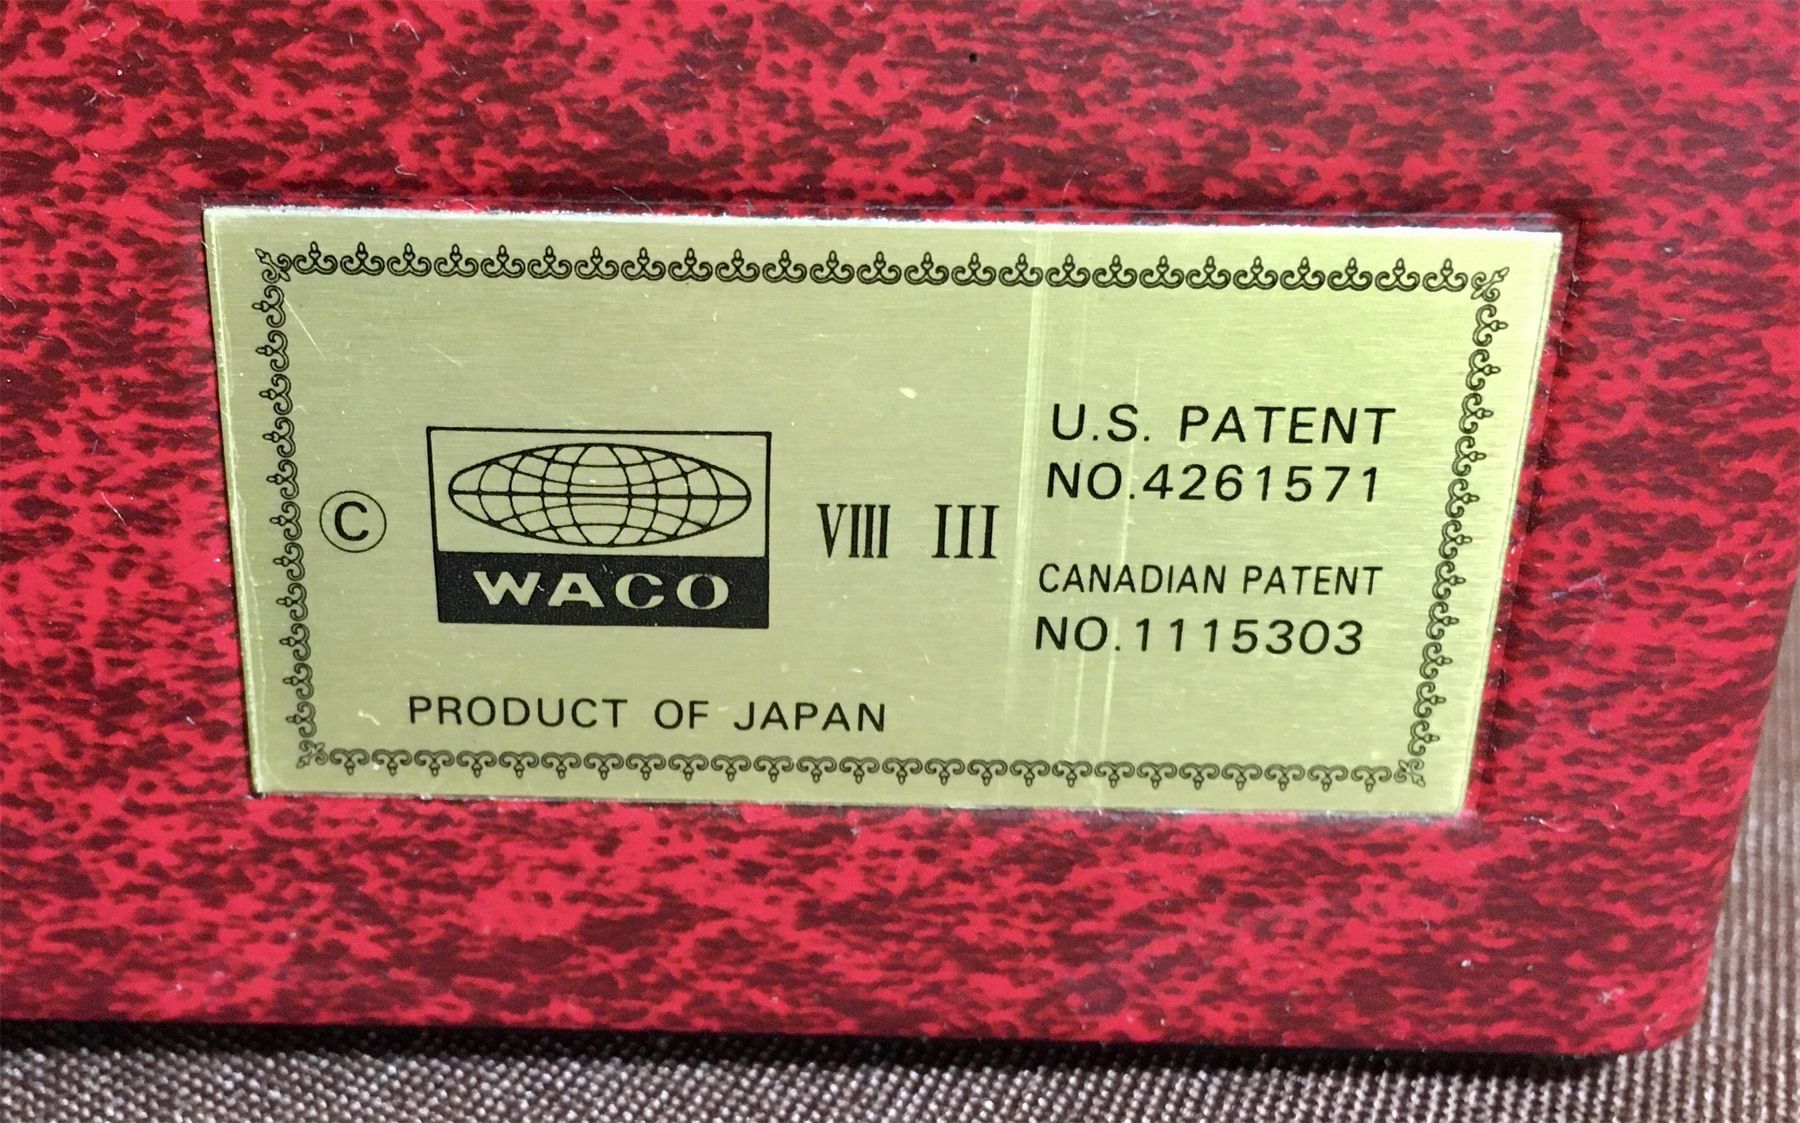 ©
WACO
VIII III
PRODUCT OF JAPAN
U.S. PATENT
NO.4261571
CANADIAN PATENT
NO.1115303